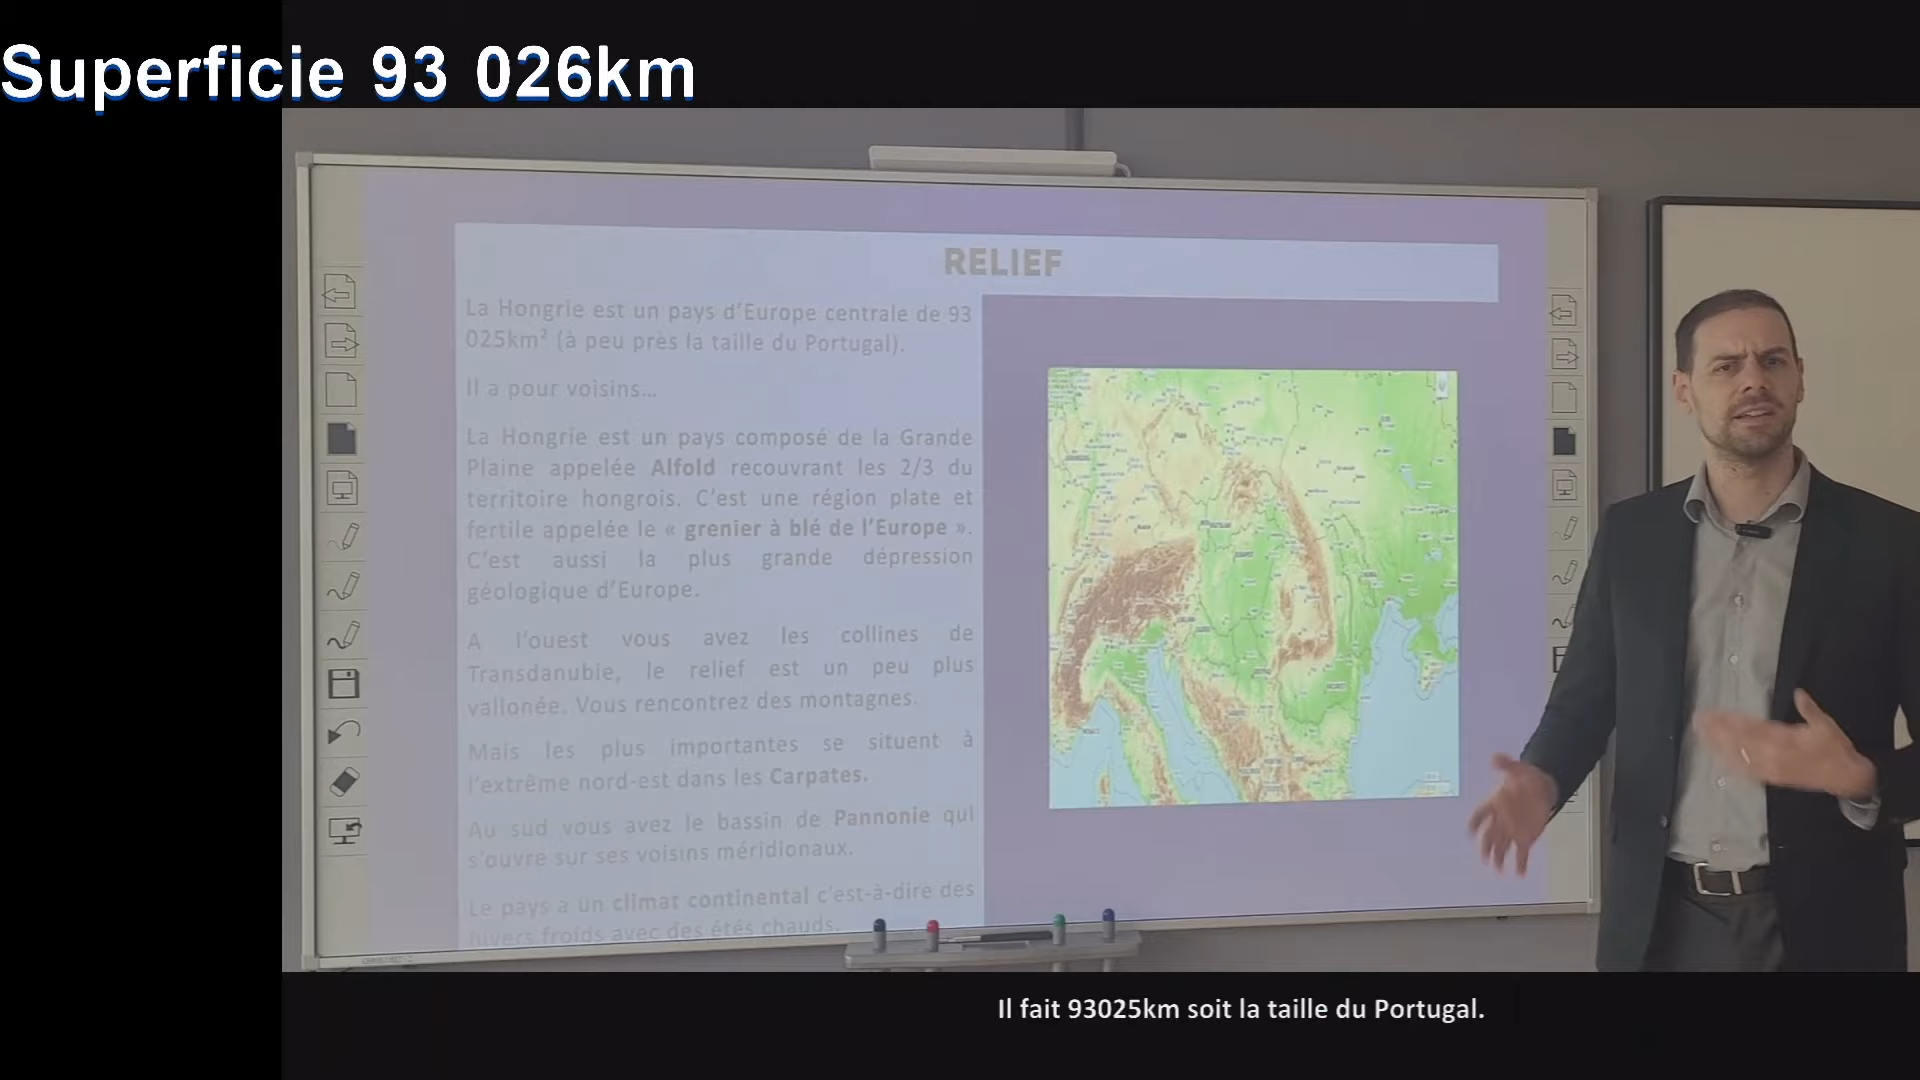 Superficie 93 026km
RELIEF
La Hongrie est un pays d’Europe centrale de 93
025km² (à peu près la taille du Portugal).
Il a pour voisins…
La Hongrie est un pays composé de la Grande
Plaine appelée Alfold recouvrant les 2/3 du
territoire hongrois. C’est une région plate et
fertile appelée le « grenier à blé de l’Europe ».
C’est aussi la plus grande dépression
géologique d’Europe.
A l’ouest vous avez les collines de
Transdanubie, le relief est un peu plus
vallonée. Vous rencontrez des montagnes.
Mais les plus importantes se situent à
l’extrême nord-est dans les Carpates.
Au sud vous avez le bassin de Pannonie qui
s’ouvre sur ses voisins méridionaux.
Le pays a un climat continental c’est-à-dire des
hivers froids avec des étés chauds.
Il fait 93025km soit la taille du Portugal.